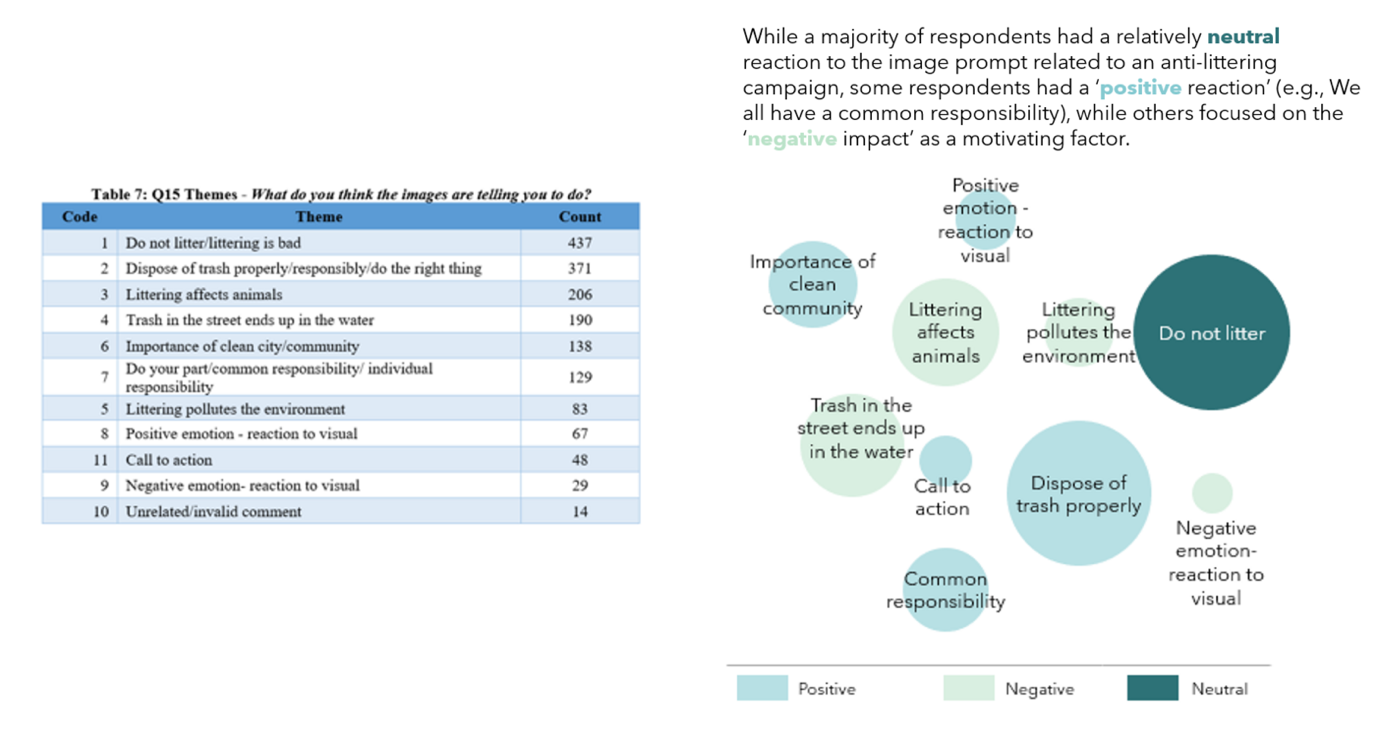 While a majority of respondents had a relatively neutral
reaction to the image prompt related to an anti-littering
campaign, some respondents had a ‘positive reaction’ (e.g., We
all have a common responsibility), while others focused on the
‘negative impact’ as a motivating factor.
Table 7: Q15 Themes - What do you think the images are telling you to do?
Code Theme Count
1 Do not litter/littering is bad 437
2 Dispose of trash properly/responsibly/do the right thing 371
3 Littering affects animals 206
4 Trash in the street ends up in the water 190
6 Importance of clean city/community 138
7 Do your part/common responsibility/ individual
responsibility 129
5 Littering pollutes the environment 83
8 Positive emotion - reaction to visual 67
11 Call to action 48
9 Negative emotion- reaction to visual 29
10 Unrelated/invalid comment 14
Positive
emotion -
reaction to
visual
Importance of
clean
community
Littering
affects
animals
Littering
pollutes the
environment
Do not litter
Trash in the
street ends up
in the water
Call to
action
Dispose of
trash properly
Negative
emotion-
reaction to
visual
Common
responsibility
Positive
Negative
Neutral